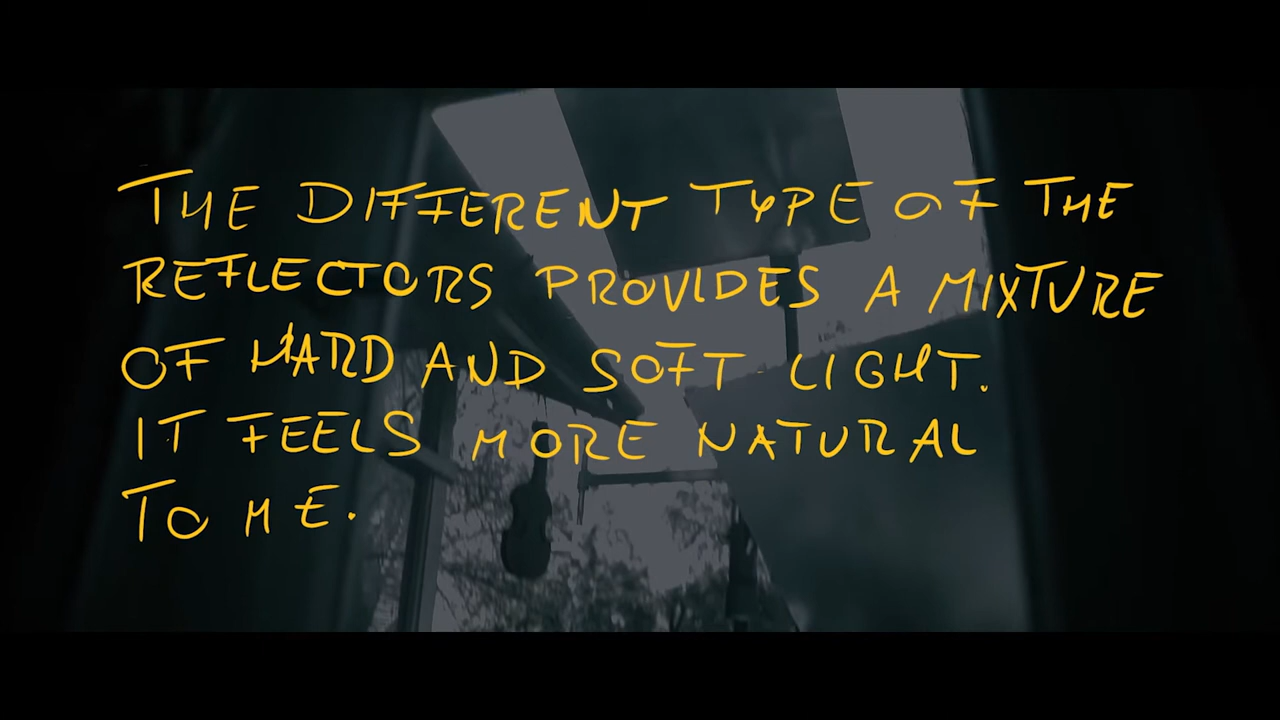 THE DIFFERENT TYPE OF THE
REFLECTORS PROVIDES A MIXTURE
OF HARD AND SOFT LIGHT.
IT FEELS MORE NATURAL
TO ME.